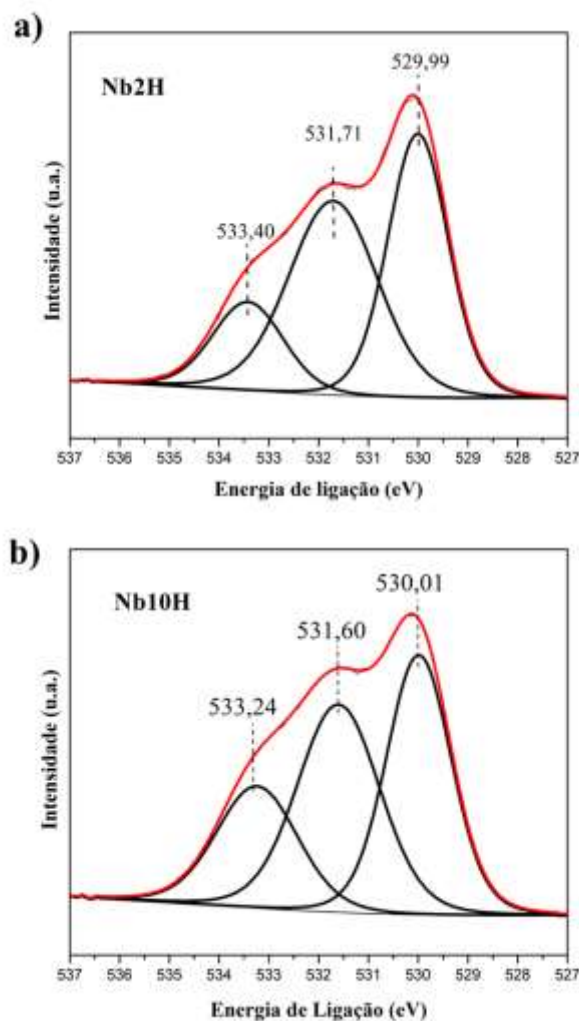 a)
Nb2H
529,99
531,71
533,40
Intensidade (u.a.)
537 536 535 534 533 532 531 530 529 528 527
Energia de ligação (eV)
b)
Nb10H
530,01
531,60
533,24
Intensidade (u.a.)
537 536 535 534 533 532 531 530 529 528 527
Energia de Ligação (eV)